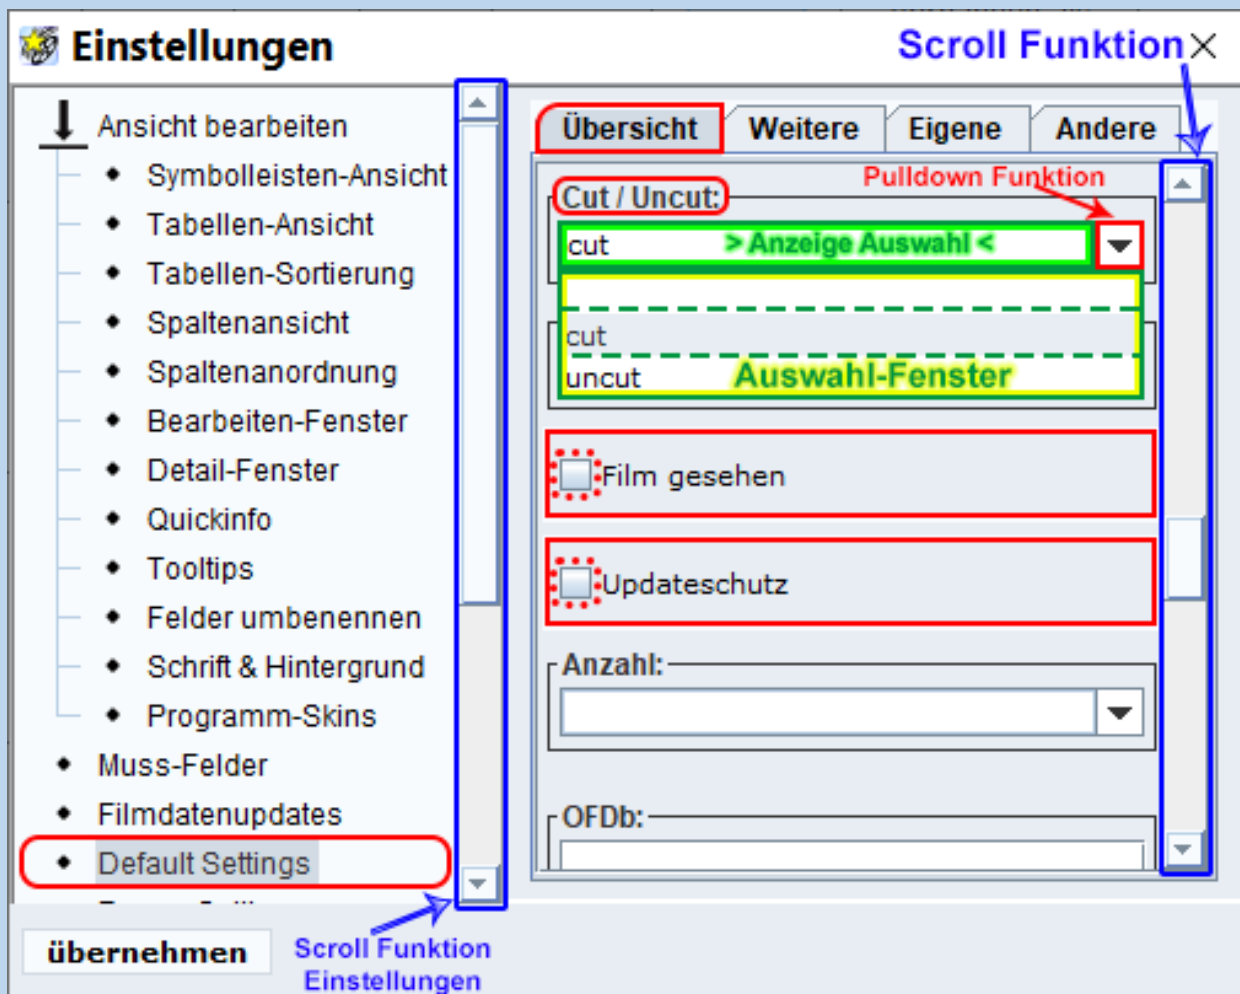 Einstellungen
Scroll Funktion
Ansicht bearbeiten
Symbolleisten-Ansicht
Tabellen-Ansicht
Tabellen-Sortierung
Spaltenansicht
Spaltenanordnung
Bearbeiten-Fenster
Detail-Fenster
Quickinfo
Tooltips
Felder umbenennen
Schrift & Hintergrund
Programm-Skins
Muss-Felder
Filmdatenupdates
Default Settings
übernehmen
Scroll Funktion
Einstellungen
Übersicht Weitere Eigene Andere
Pulldown Funktion
Cut / Uncut:
cut > Anzeige Auswahl <
cut
uncut Auswahl-Fenster
Film gesehen
Updateschutz
Anzahl:
OFDb: